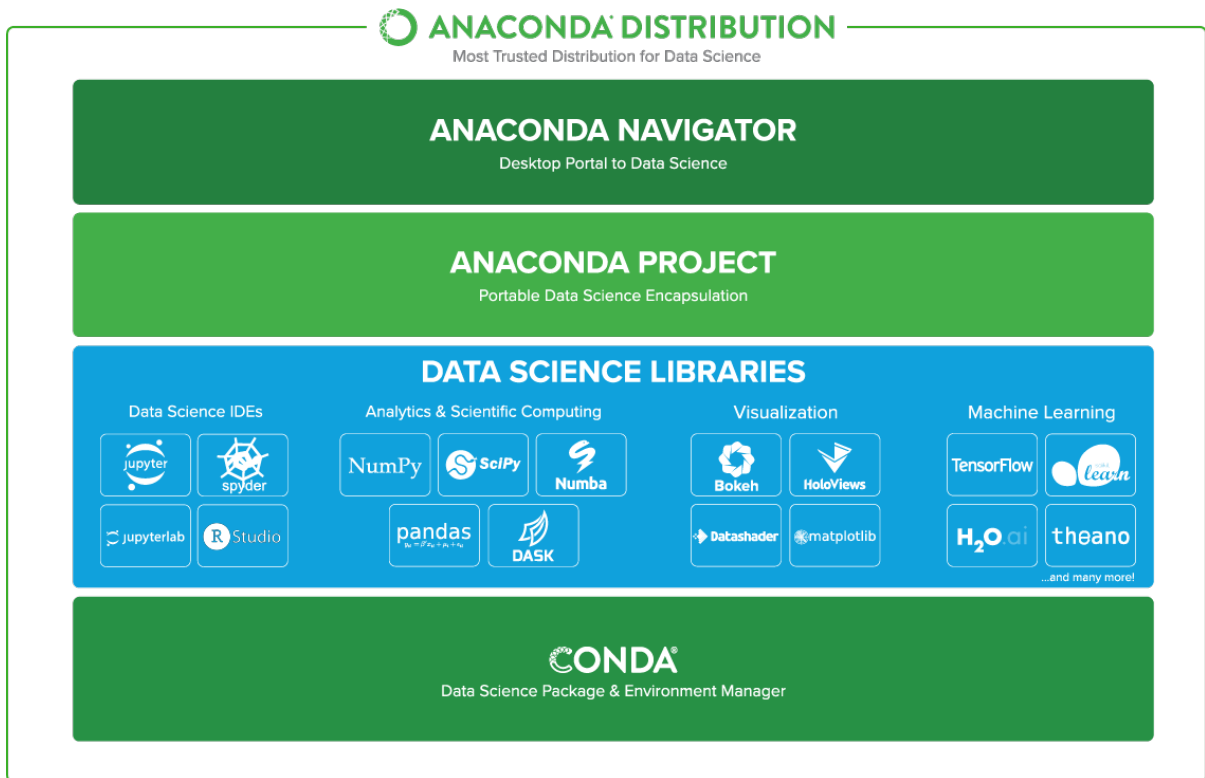 ANACONDA® DISTRIBUTION
Most Trusted Distribution for Data Science
ANACONDA NAVIGATOR
Desktop Portal to Data Science
ANACONDA PROJECT
Portable Data Science Encapsulation
DATA SCIENCE LIBRARIES
Data Science IDEs
jupyter
spyder
jupyterlab
R Studio
Analytics & Scientific Computing
NumPy
SciPy
Numba
pandas
DASK
Visualization
Bokeh
HoloViews
Datashader
matplotlib
Machine Learning
TensorFlow
learn
H₂O.ai
theano
...and many more!
CONDA®
Data Science Package & Environment Manager